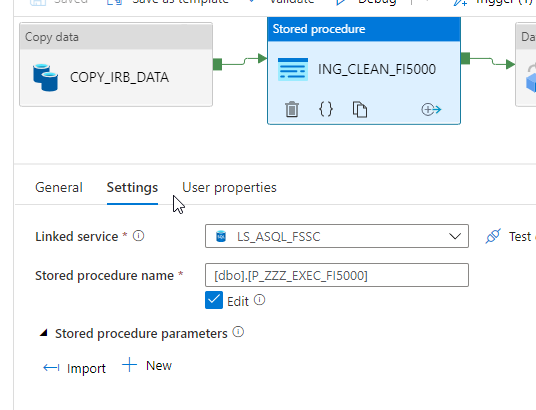 Saved Save as template Validate Debug Trigger (1)
Copy data
Stored procedure
Da
COPY_IRB_DATA
ING_CLEAN_FI5000
General Settings User properties
Linked service * LS_ASQL_FSSC Test
Stored procedure name * [dbo].[P_ZZZ_EXEC_FI5000]
Edit
Stored procedure parameters
Import New